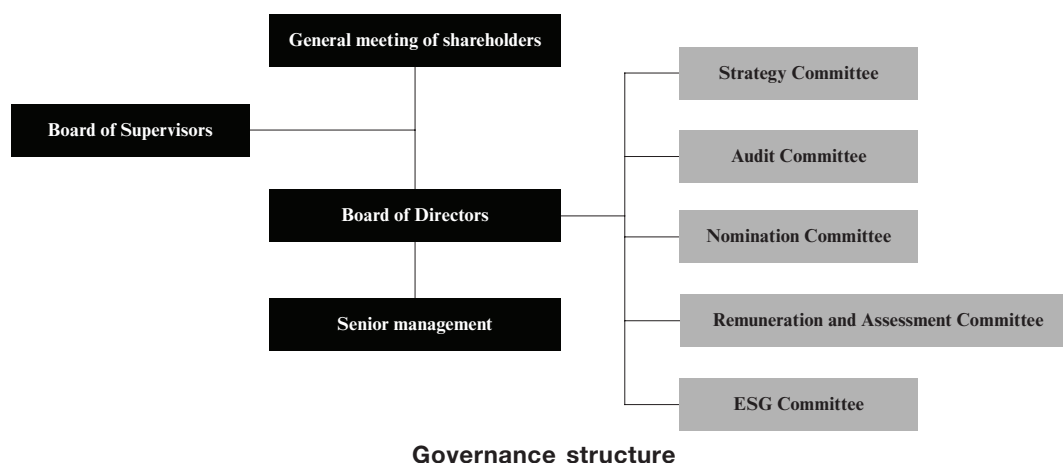 General meeting of shareholders
Strategy Committee
Board of Supervisors
Audit Committee
Board of Directors
Nomination Committee
Senior management
Remuneration and Assessment Committee
ESG Committee
Governance structure